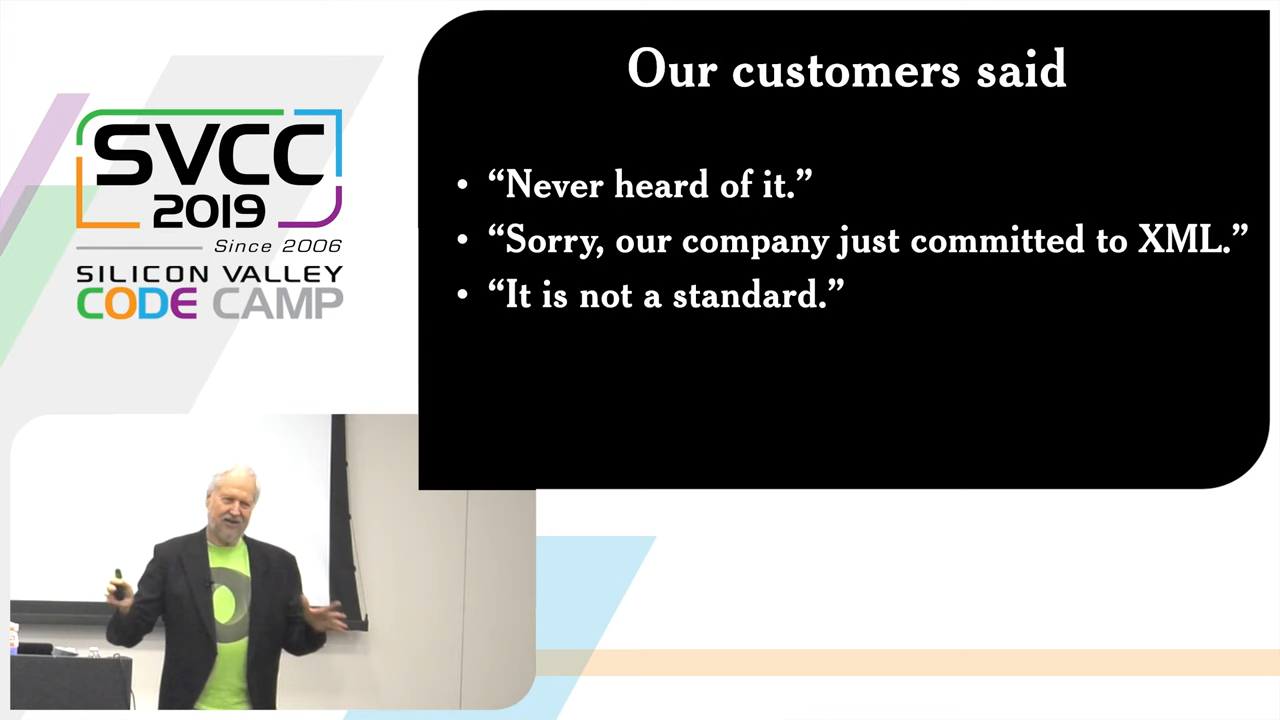 SVCC
2019
Since 2006
SILICON VALLEY
CODE CAMP
Our customers said
• “Never heard of it.”
• “Sorry, our company just committed to XML.”
• “It is not a standard.”